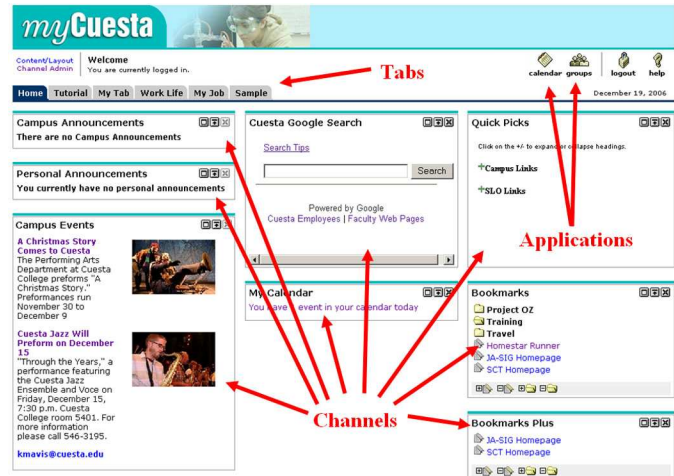 myCuesta
Content/Layout
Channel Admin
Welcome
You are currently logged in.
Tabs
calendar groups logout help
Home Tutorial My Tab Work Life My Job Sample
December 19, 2006
Campus Announcements
There are no Campus Announcements
Personal Announcements
You currently have no personal announcements
Campus Events
A Christmas Story
Comes to Cuesta
The Performing Arts
Department at Cuesta
College preforms "A
Christmas Story."
Preformances run
November 30 to
December 9
Cuesta Jazz Will
Preform on December
15
"Through the Years," a
performance featuring
the Cuesta Jazz
Ensemble and Voce on
Friday, December 15,
7:30 p.m. Cuesta
College room 5401. For
more information
please call 546-3195.
kmavis@cuesta.edu
Cuesta Google Search
Search Tips
Search
Powered by Google
Cuesta Employees | Faculty Web Pages
My Calendar
You have event in your calendar today
Channels
Quick Picks
Click on the +/- to expand or collapse headings.
Campus Links
SLO Links
Applications
Bookmarks
Project OZ
Training
Travel
Homestar Runner
JA-SIG Homepage
SCT Homepage
Bookmarks Plus
JA-SIG Homepage
SCT Homepage